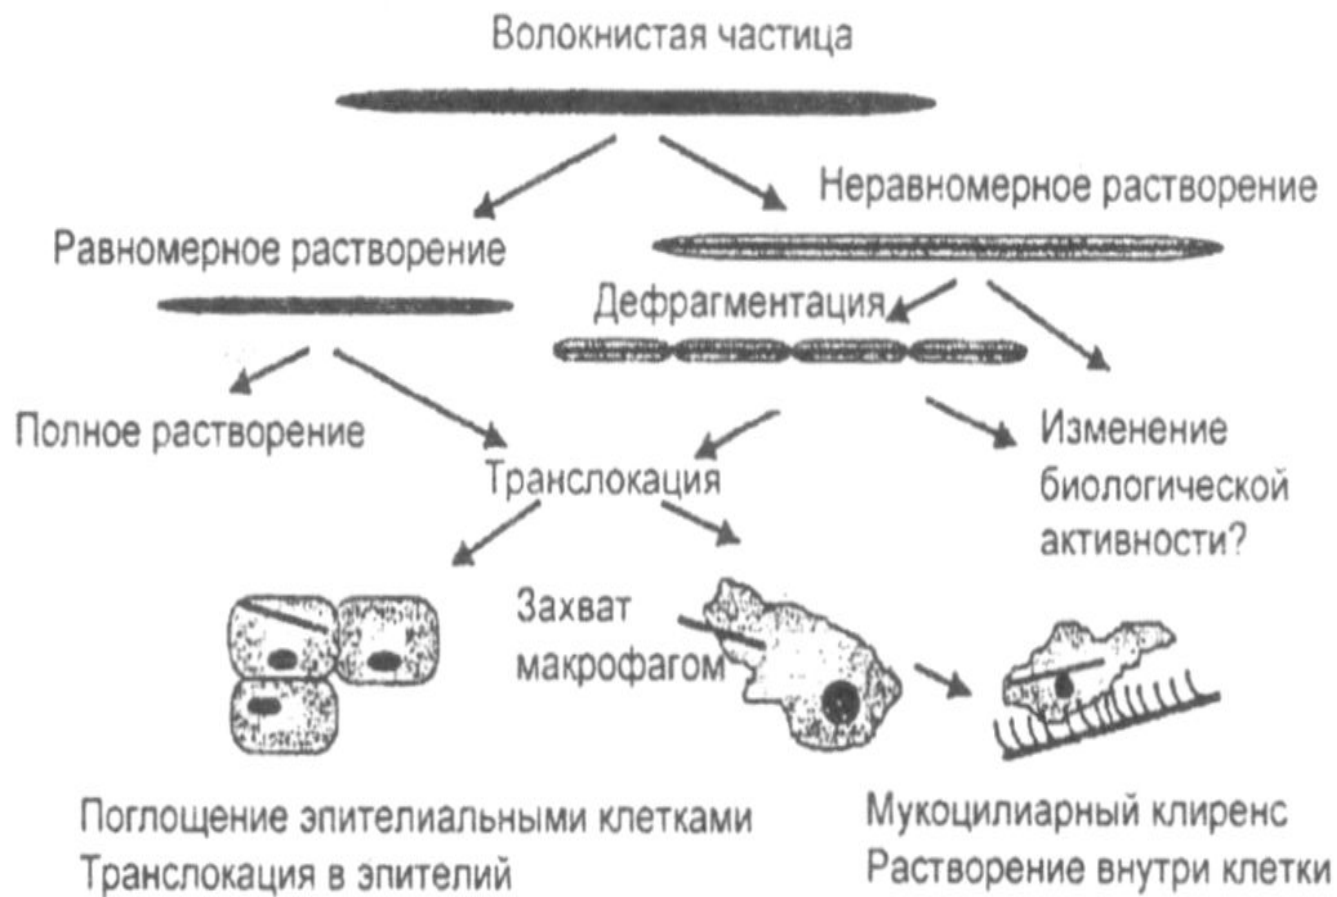 Волокнистая частица
Неравномерное растворение
Равномерное растворение
Дефрагментация
Полное растворение
Изменение
биологической
активности?
Транслокация
Захват
макрофагом
Поглощение эпителиальными клетками
Транслокация в эпителий
Мукоцилиарный клиренс
Растворение внутри клетки